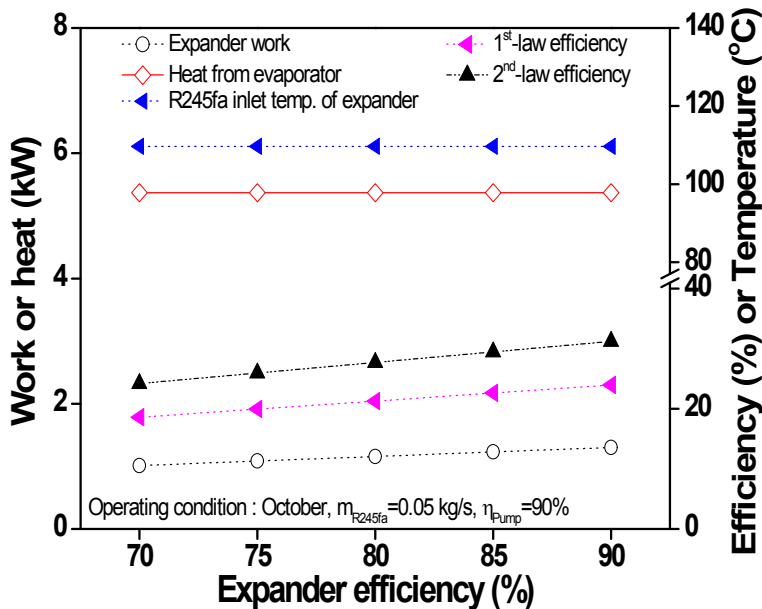 Work or heat (kW)
8
6
4
2
0
Expander work
Heat from evaporator
R245fa inlet temp. of expander
1st-law efficiency
2nd-law efficiency
Operating condition : October, mR245fa=0.05 kg/s, ηPump=90%
140
120
100
80
40
20
0
Efficiency (%) or Temperature (°C)
70 75 80 85 90
Expander efficiency (%)